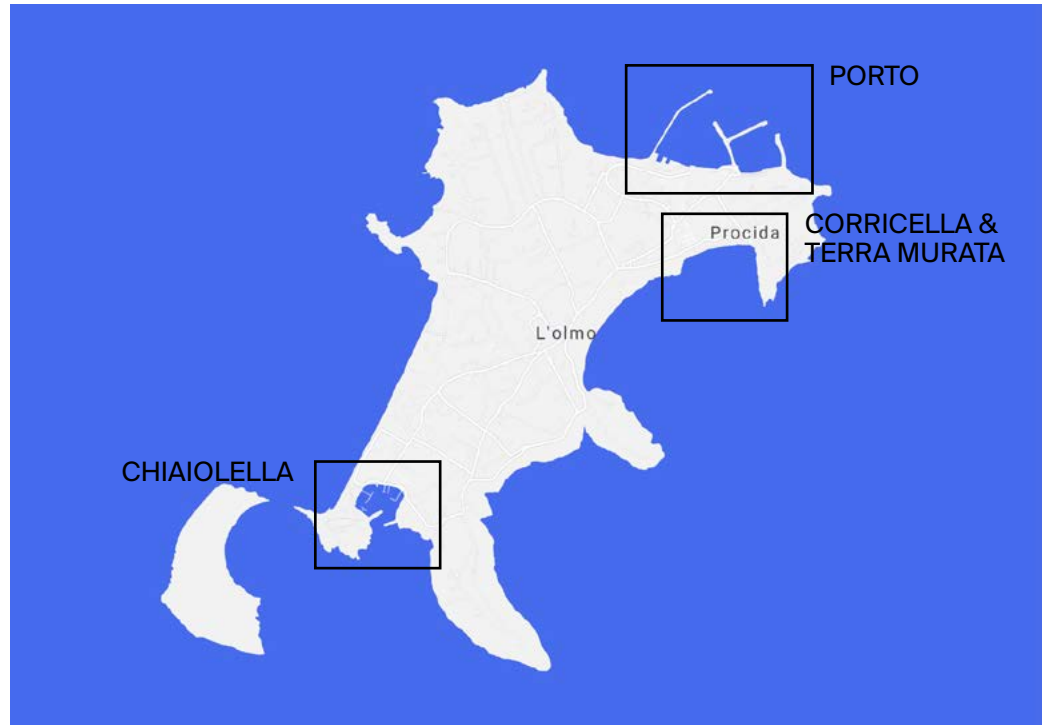 PORTO
CORRICELLA &
TERRA MURATA
Procida
L'olmo
CHIAIOLELLA